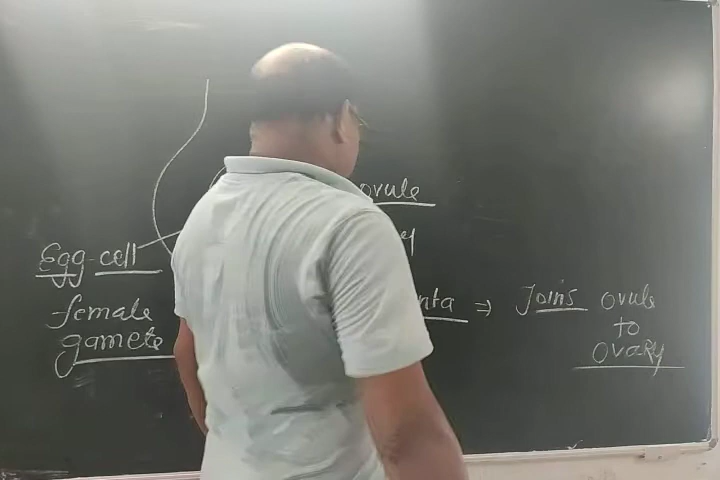 ovule
Egg-cell
female
gamete
nta ⇒ Joins ovule
to
ovary